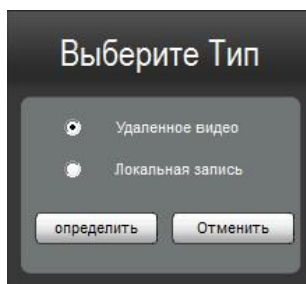 Выберите Тип
Удаленное видео
Локальная запись
определить Отменить